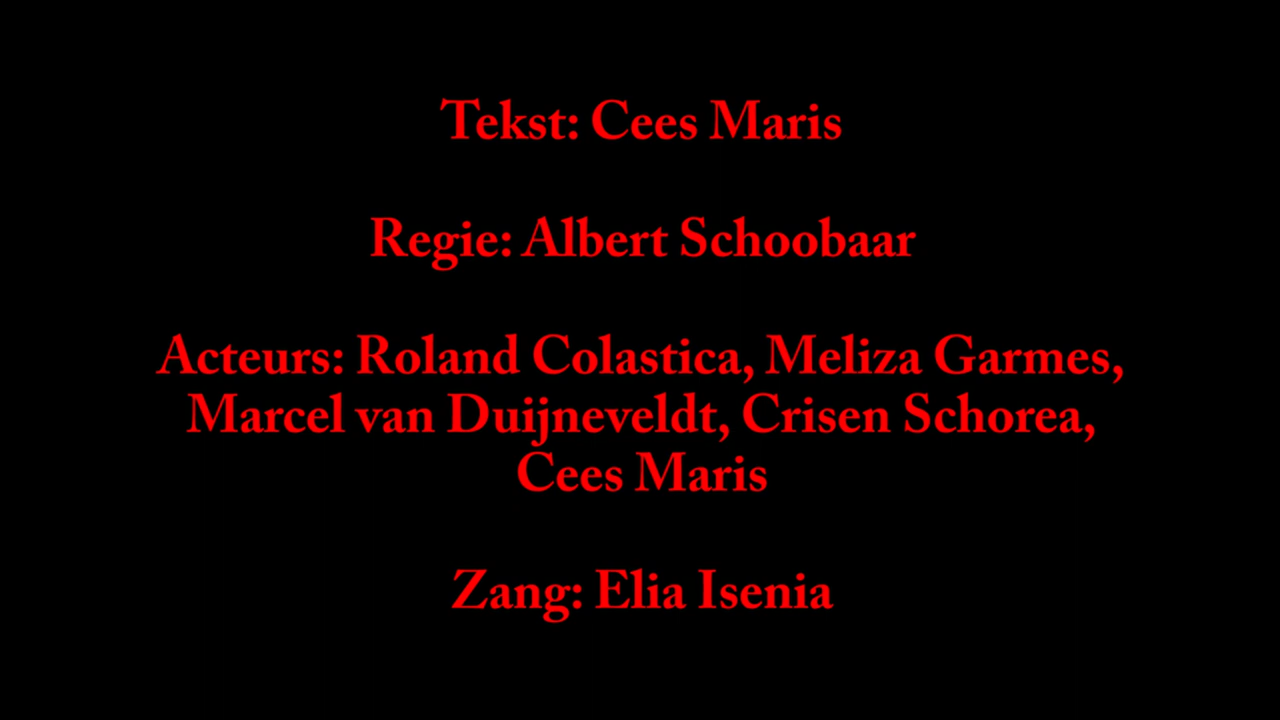 Tekst: Cees Maris
Regie: Albert Schoobaar
Acteurs: Roland Colastica, Meliza Garmes,
Marcel van Duijneveldt, Crisen Schorea,
Cees Maris
Zang: Elia Isenia